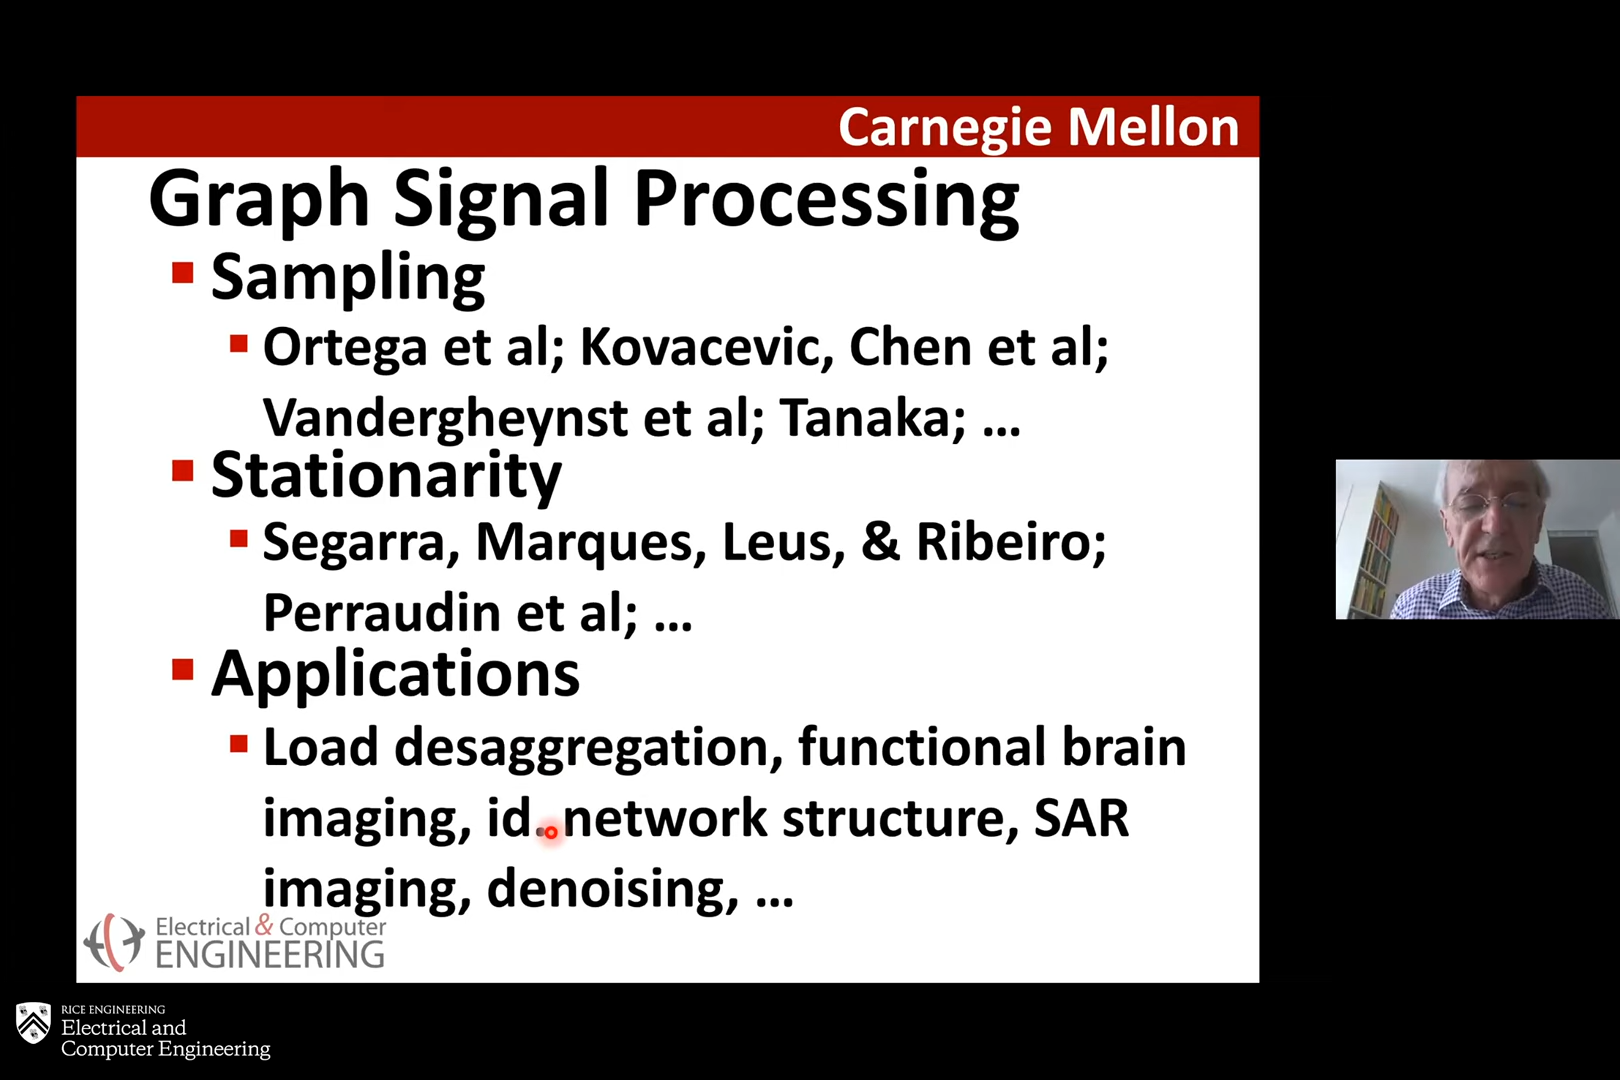 Carnegie Mellon
Graph Signal Processing
Sampling
Ortega et al; Kovacevic, Chen et al;
Vandergheynst et al; Tanaka; …
Stationarity
Segarra, Marques, Leus, & Ribeiro;
Perraudin et al; …
Applications
Load desaggregation, functional brain
imaging, id. network structure, SAR
imaging, denoising, …
Electrical & Computer
ENGINEERING
RICE ENGINEERING
Electrical and
Computer Engineering